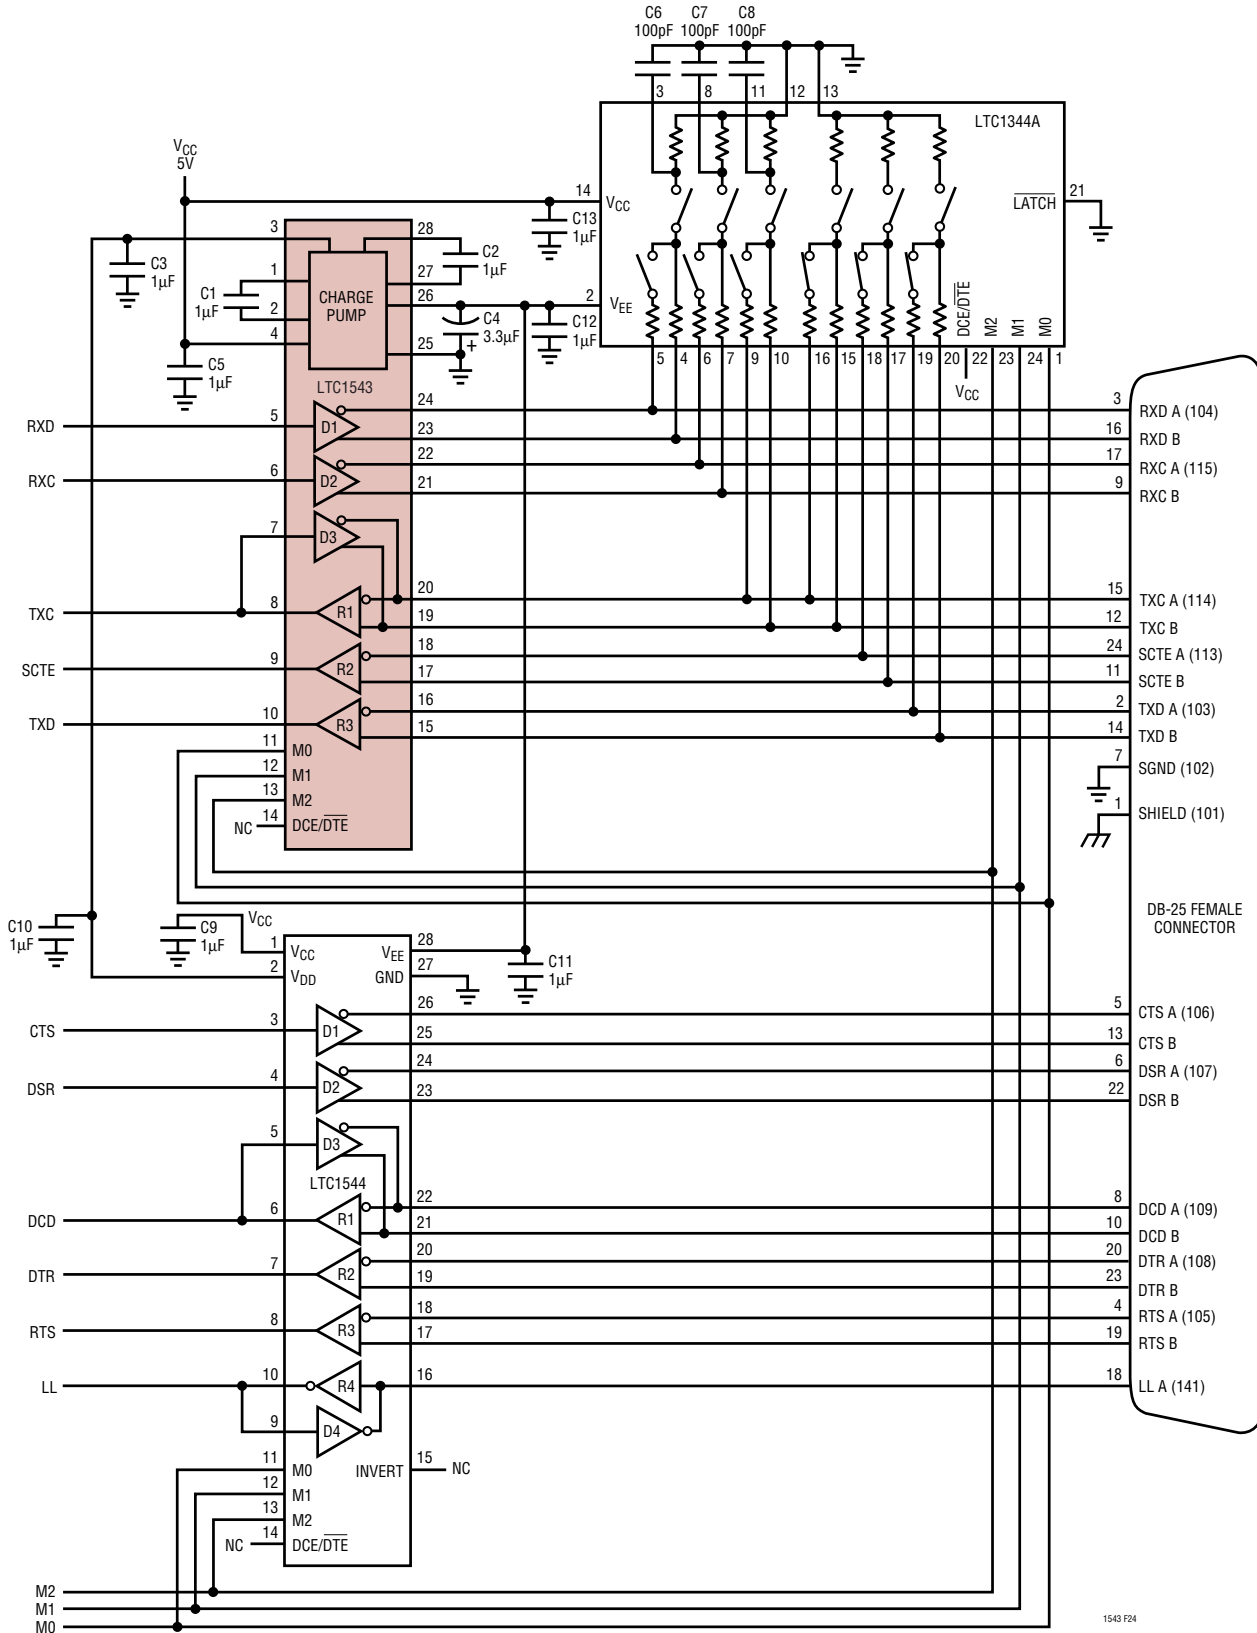 C6 C7 C8
100pF 100pF 100pF
3 8 11 12 13
LTC1344A
VCC
5V
14
VCC
C13
1µF
LATCH
21
3
28
C3
1µF
C2
1µF
1
27
C1
1µF
CHARGE
PUMP
2
26
2
VEE
4
C4
3.3µF
+
C12
1µF
25
DCE/DTE
M2
M1
M0
C5
1µF
LTC1543
5 4 6 7 9 10 16 15 18 17 19 20 22 23 24 1
VCC
RXD
5
D1
24
3
RXD A (104)
23
16
RXD B
RXC
6
D2
22
17
RXC A (115)
21
9
RXC B
7
D3
TXC
8
R1
20
15
TXC A (114)
19
12
TXC B
SCTE
9
R2
18
24
SCTE A (113)
17
11
SCTE B
TXD
10
R3
16
2
TXD A (103)
15
14
TXD B
11
M0
7
SGND (102)
12
M1
13
M2
1
SHIELD (101)
NC
14
DCE/DTE
DB-25 FEMALE
CONNECTOR
C10
1µF
C9
1µF
VCC
1
VCC
VEE
28
2
VDD
GND
27
C11
1µF
CTS
3
D1
26
5
CTS A (106)
25
13
CTS B
DSR
4
D2
24
6
DSR A (107)
23
22
DSR B
5
D3
LTC1544
DCD
6
R1
22
8
DCD A (109)
21
10
DCD B
DTR
7
R2
20
20
DTR A (108)
19
23
DTR B
RTS
8
R3
18
4
RTS A (105)
17
19
RTS B
LL
10
R4
16
18
LL A (141)
9
D4
11
M0
INVERT
15
NC
12
M1
13
M2
NC
14
DCE/DTE
M2
M1
M0
1543 F24